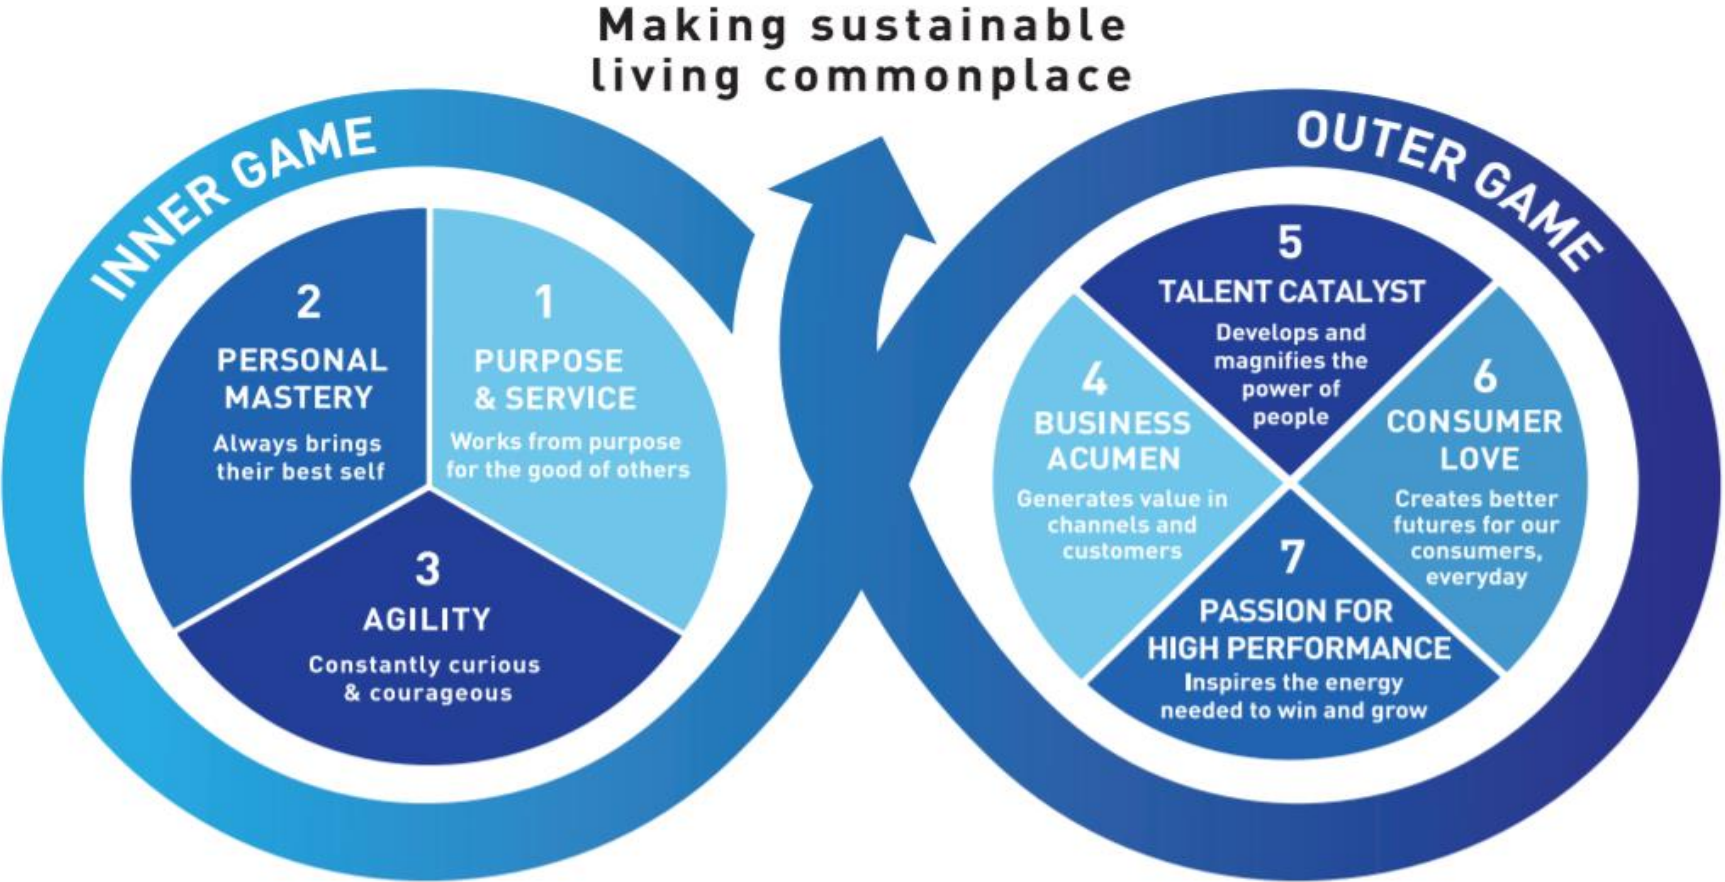 Making sustainable
living commonplace
INNER GAME
2
PERSONAL
MASTERY
Always brings
their best self
1
PURPOSE
& SERVICE
Works from purpose
for the good of others
3
AGILITY
Constantly curious
& courageous
OUTER GAME
4
BUSINESS
ACUMEN
Generates value in
channels and
customers
5
TALENT CATALYST
Develops and
magnifies the
power of
people
6
CONSUMER
LOVE
Creates better
futures for our
consumers,
everyday
7
PASSION FOR
HIGH PERFORMANCE
Inspires the energy
needed to win and grow